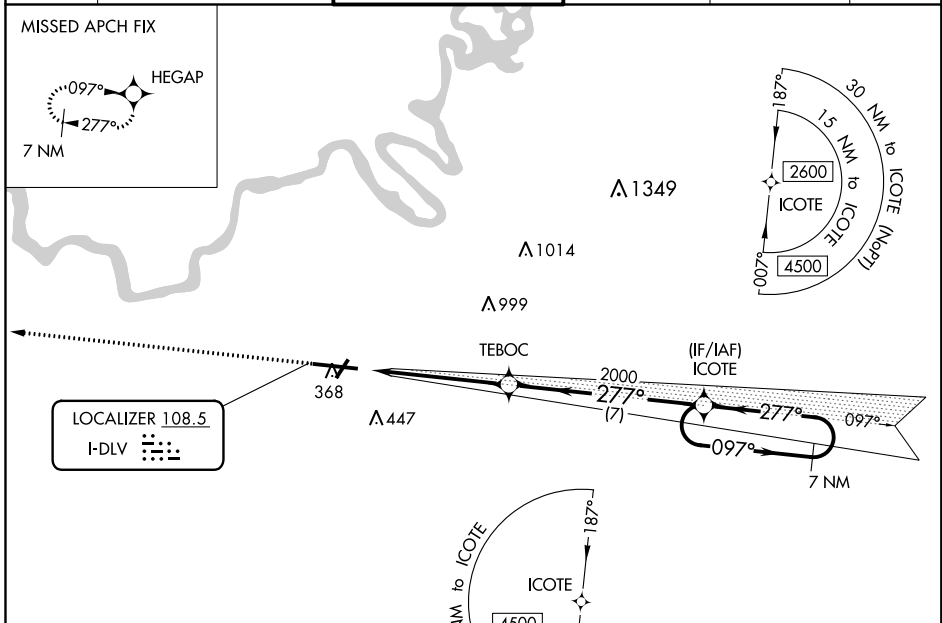 MISSED APCH FIX
097°
HEGAP
277°
7 NM
1349
1014
999
187°
30 NM to ICOTE (NoPT)
15 NM to ICOTE
2600
ICOTE
4500
007°
TEBOC
(IF/IAF)
ICOTE
2000
277°
(7)
277°
097°
097°
7 NM
368
447
LOCALIZER 108.5
I-DLV
187°
NM to ICOTE
ICOTE
4500